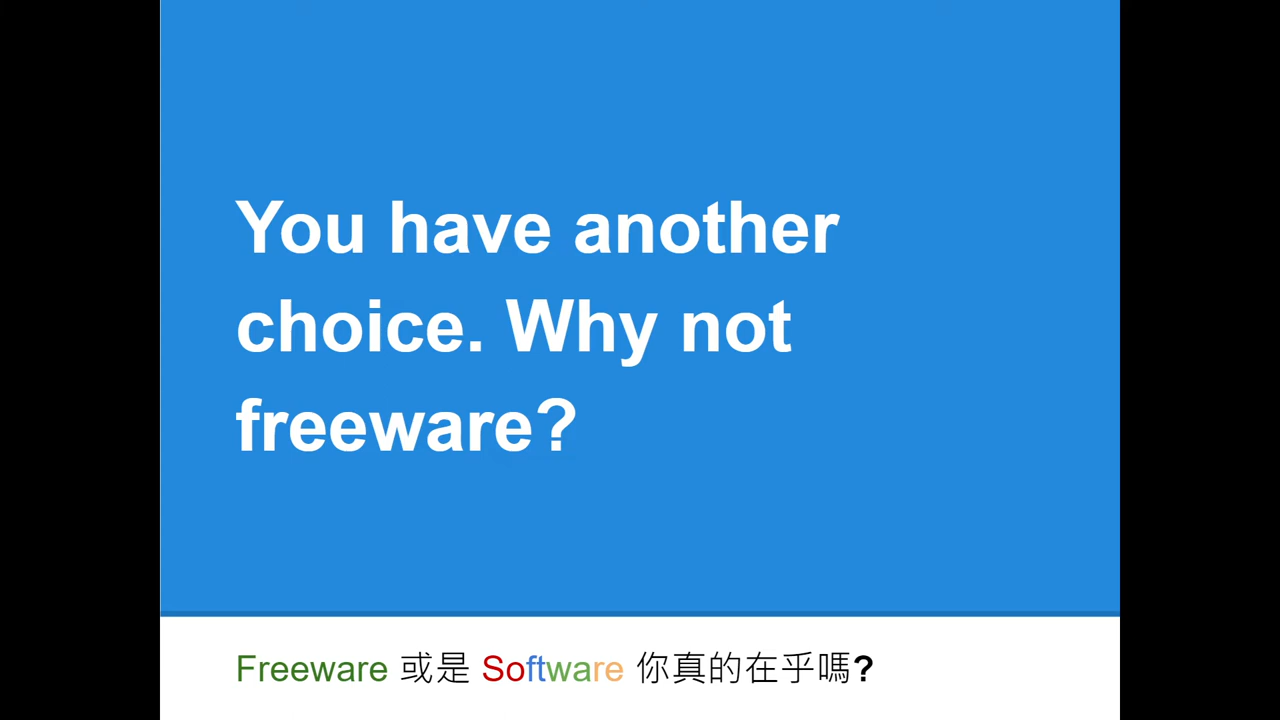 You have another
choice. Why not
freeware?
Freeware 或是 Software 你真的在乎嗎?